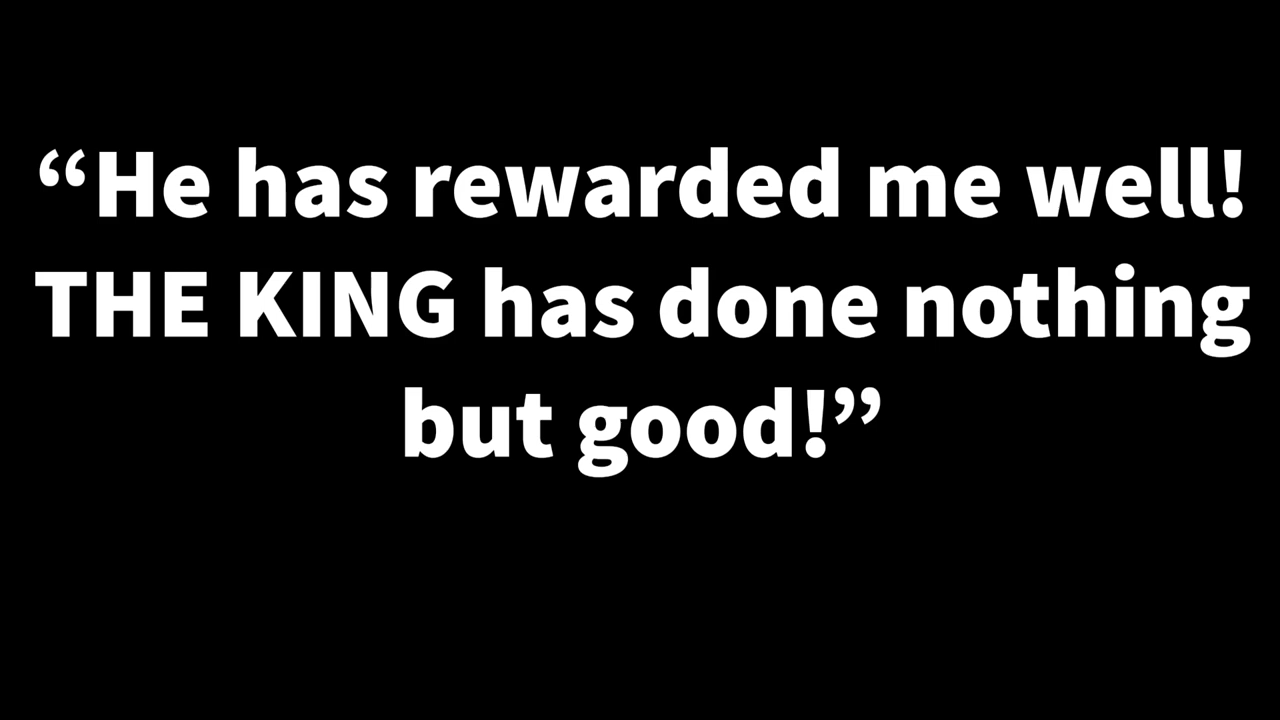 “He has rewarded me well!
THE KING has done nothing
but good!”